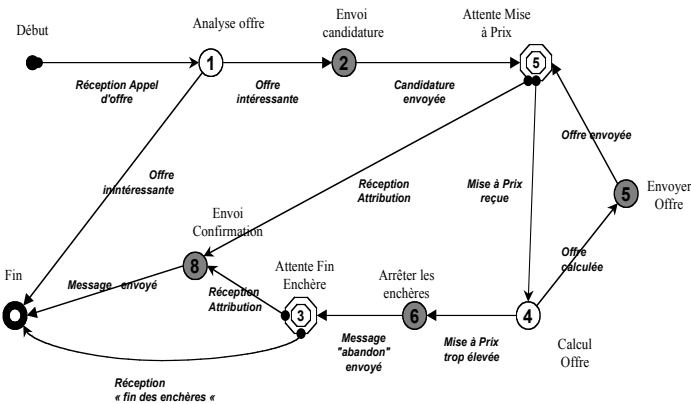 Début
Analyse offre
Envoi
candidature
Attente Mise
à Prix
1
2
5
Réception Appel
d'offre
Offre
intéressante
Candidature
envoyée
Offre envoyée
Offre
inintéressante
Réception
Attribution
Mise à Prix
reçue
5
Envoyer
Offre
Envoi
Confirmation
Offre
calculée
Fin
8
Attente Fin
Enchère
Arrêter les
enchères
Message envoyé
Réception
Attribution
3
6
4
Message
"abandon"
envoyé
Mise à Prix
trop élevée
Calcul
Offre
Réception
« fin des enchères «